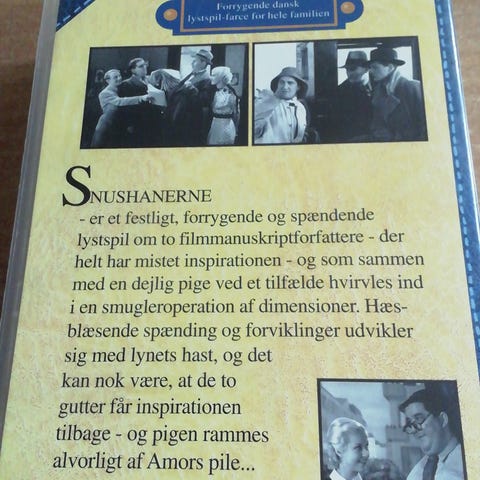 Forrygende dansk
lystspil-farce for hele familien
SNUSHANERNE
- er et festligt, forrygende og spændende
lystspil om to filmmanuskriptforfattere - der
helt har mistet inspirationen - og som sammen
med en dejlig pige ved et tilfælde hvirvles ind
i en smugleroperation af dimensioner. Hæs-
blæsende spænding og forviklinger udvikler
sig med lynets hast, og det
kan nok være, at de to
gutter får inspirationen
tilbage - og pigen rammes
alvorligt af Amors pile...